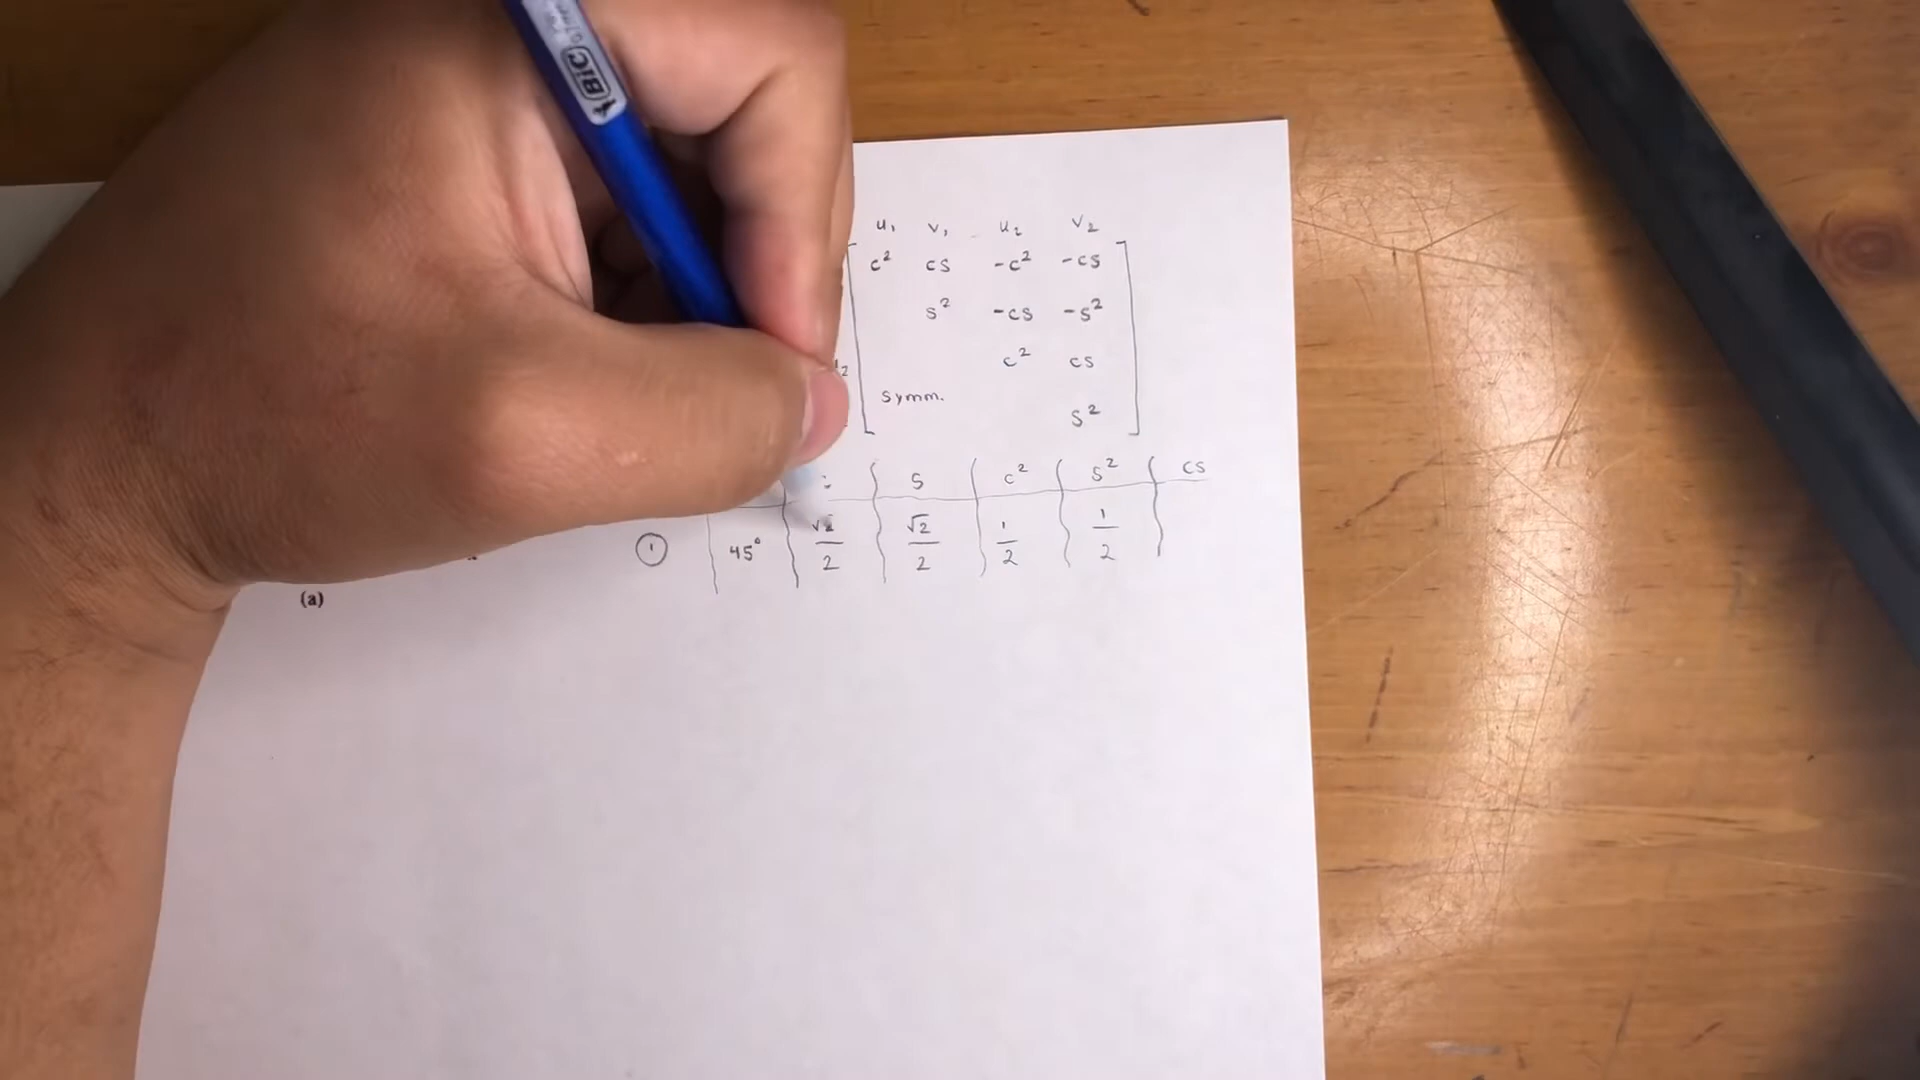 BIC
u₁ v₁ u₂ v₂
c² cs -c² -cs
s² -cs -s²
c² cs
symm.
s²
s c² s² cs
① 45° √2/2 √2/2 1/2 1/2
(a)